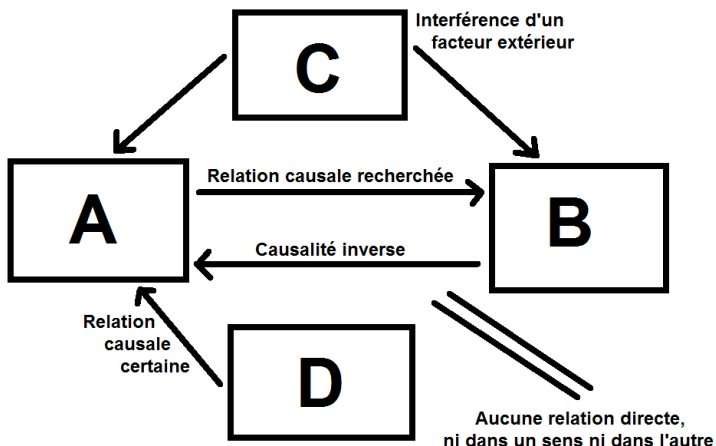 Interférence d'un
facteur extérieur
C
Relation causale recherchée
A
B
Causalité inverse
Relation
causale
certaine
D
Aucune relation directe,
ni dans un sens ni dans l'autre